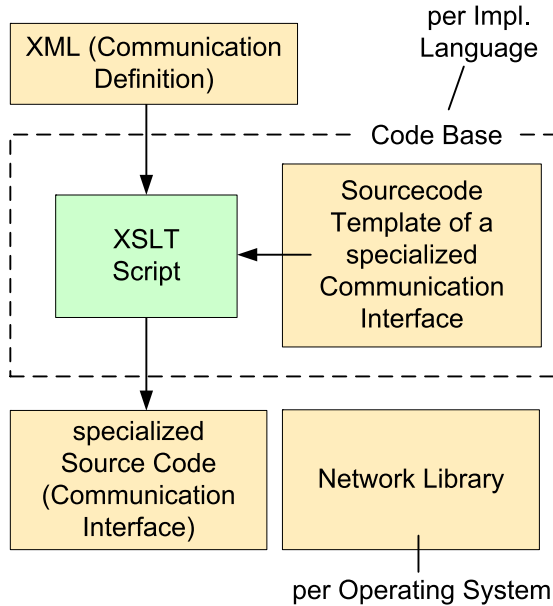 per Impl.
Language
XML (Communication
Definition)
Code Base
XSLT
Script
Sourcecode
Template of a
specialized
Communication
Interface
specialized
Source Code
(Communication
Interface)
Network Library
per Operating System